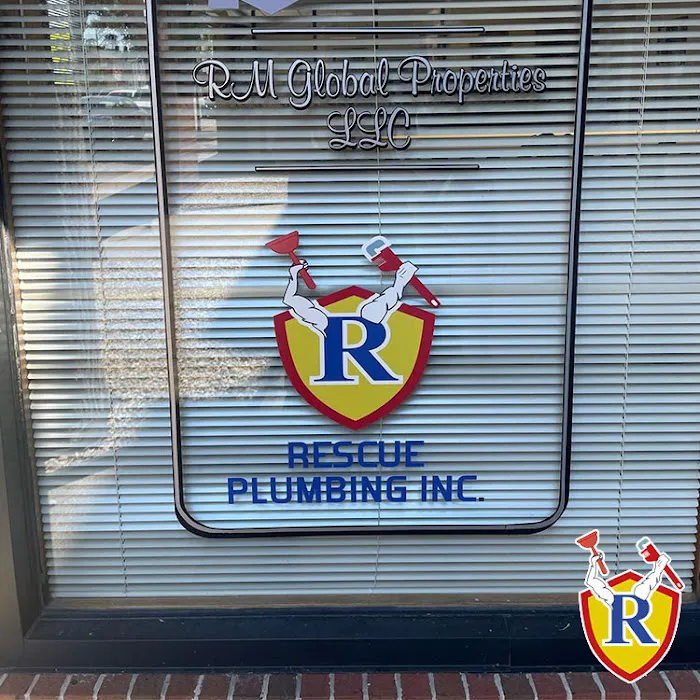 RM Global Properties
LLC
R
RESCUE
PLUMBING INC.
R